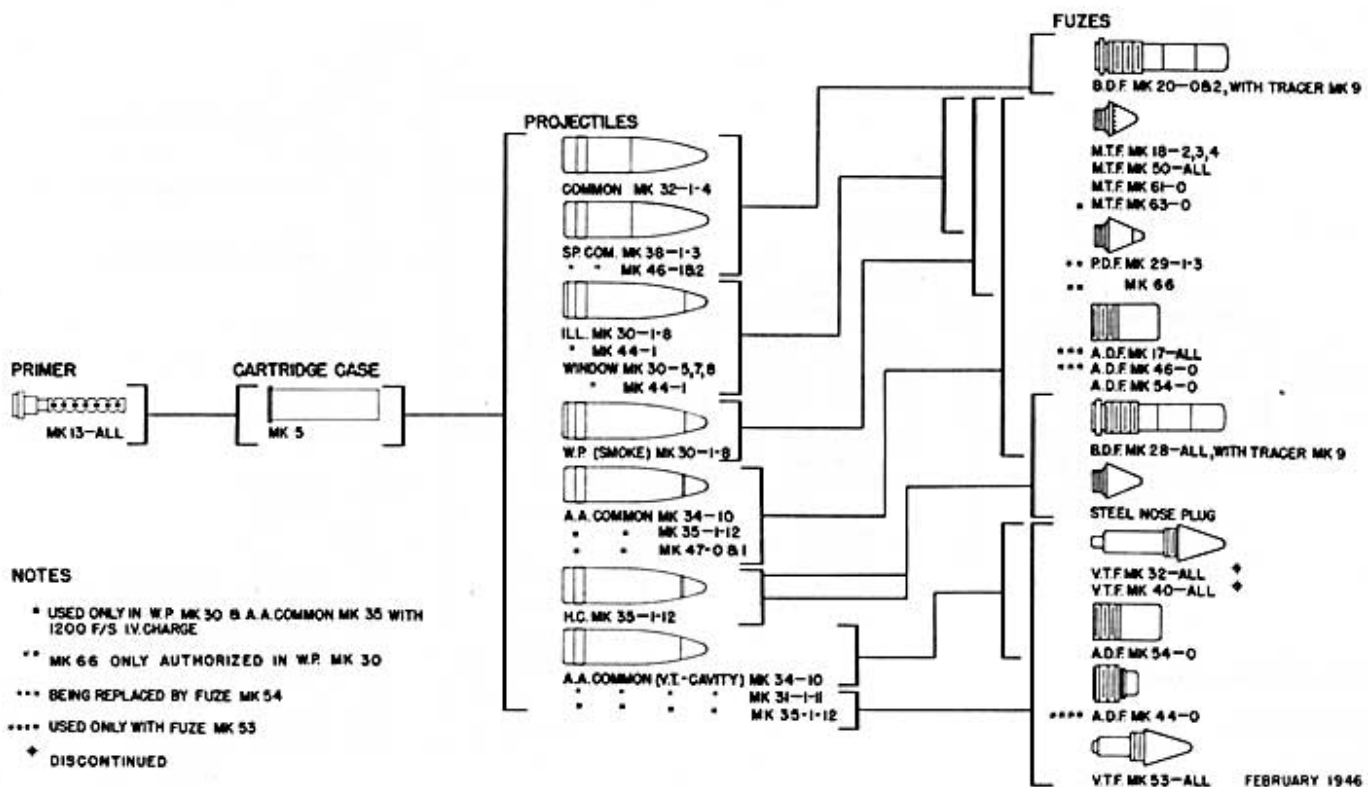 PRIMER
MK 13-ALL
CARTRIDGE CASE
MK 5
PROJECTILES
COMMON MK 32-1-4
SP. COM. MK 38-1-3
" " MK 46-1&2
ILL. MK 30-1-8
" MK 44-1
WINDOW MK 30-5,7,8
" MK 44-1
W.P. (SMOKE) MK 30-1-8
A.A. COMMON MK 34-10
" " MK 35-1-12
" " MK 47-0 & 1
H.C. MK 35-1-12
A.A. COMMON (V.T.-CAVITY) MK 34-10
" " " " MK 31-1-11
" " " " MK 35-1-12
FUZES
B.D.F. MK 20-0&2, WITH TRACER MK 9
M.T.F. MK 18-2,3,4
M.T.F. MK 50-ALL
M.T.F. MK 61-0
* M.T.F. MK 63-0
** P.D.F. MK 29-1-3
** MK 66
*** A.D.F. MK 17-ALL
*** A.D.F. MK 46-0
A.D.F. MK 54-0
B.D.F. MK 28-ALL, WITH TRACER MK 9
STEEL NOSE PLUG
V.T.F. MK 32-ALL ⌖
V.T.F. MK 40-ALL ⌖
A.D.F. MK 54-0
**** A.D.F. MK 44-0
V.T.F. MK 53-ALL
FEBRUARY 1946
NOTES
* USED ONLY IN W.P. MK 30 & A.A. COMMON MK 35 WITH
1200 F/S I.V. CHARGE
** MK 66 ONLY AUTHORIZED IN W.P. MK 30
*** BEING REPLACED BY FUZE MK 54
**** USED ONLY WITH FUZE MK 53
⌖ DISCONTINUED